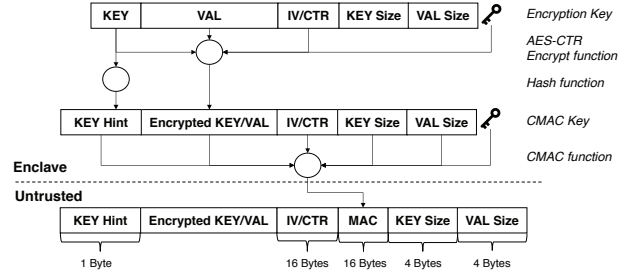 KEY VAL IV/CTR KEY Size VAL Size Encryption Key
AES-CTR
Encrypt function
Hash function
KEY Hint Encrypted KEY/VAL IV/CTR KEY Size VAL Size CMAC Key
CMAC function
Enclave
Untrusted
KEY Hint Encrypted KEY/VAL IV/CTR MAC KEY Size VAL Size
1 Byte 16 Bytes 16 Bytes 4 Bytes 4 Bytes